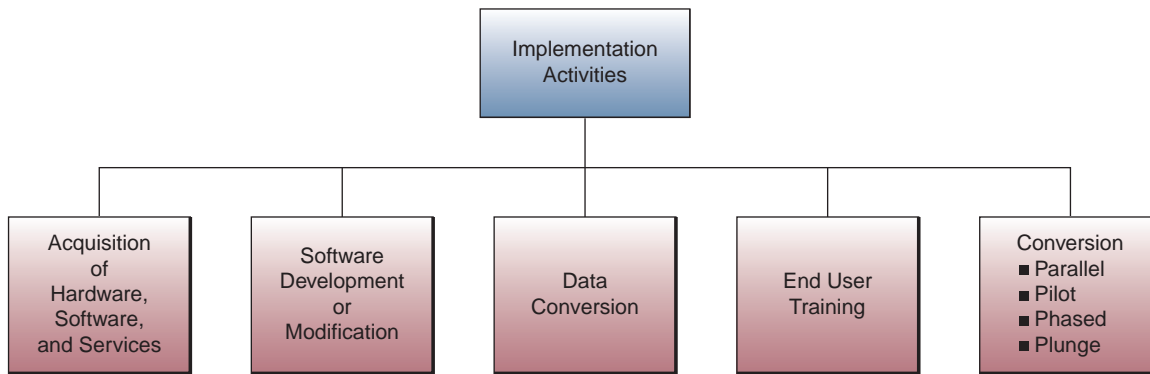 Implementation
Activities
Acquisition
of
Hardware,
Software,
and Services
Software
Development
or
Modification
Data
Conversion
End User
Training
Conversion
■ Parallel
■ Pilot
■ Phased
■ Plunge